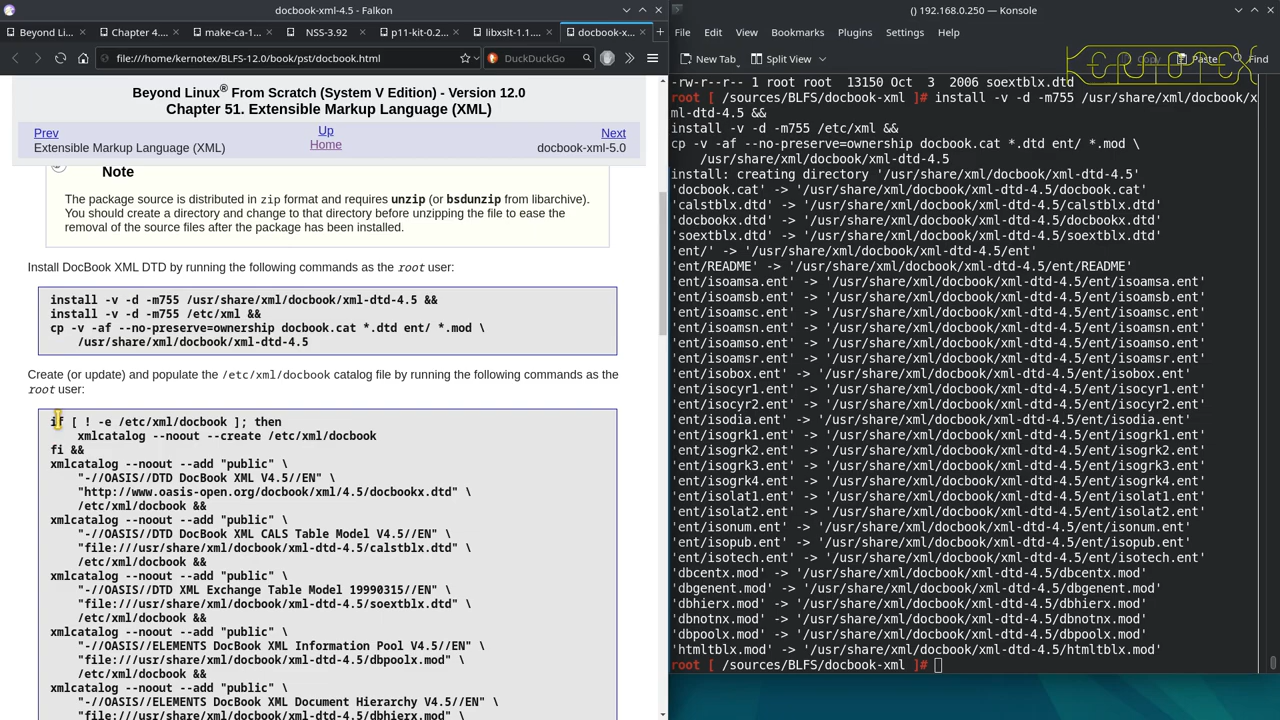 docbook-xml-4.5 - Falkon
Beyond Lin...
Chapter 4....
make-ca-1...
NSS-3.92
p11-kit-0.2...
libxslt-1.1....
docbook-x...
file:///home/kernotex/BLFS-12.0/book/pst/docbook.html
DuckDuckGo
Beyond Linux® From Scratch (System V Edition) - Version 12.0
Chapter 51. Extensible Markup Language (XML)
Prev
Up
Next
Extensible Markup Language (XML)
Home
docbook-xml-5.0
Note
The package source is distributed in zip format and requires unzip (or bsdunzip from libarchive).
You should create a directory and change to that directory before unzipping the file to ease the
removal of the source files after the package has been installed.
Install DocBook XML DTD by running the following commands as the root user:
install -v -d -m755 /usr/share/xml/docbook/xml-dtd-4.5 &&
install -v -d -m755 /etc/xml &&
cp -v -af --no-preserve=ownership docbook.cat *.dtd ent/ *.mod \
/usr/share/xml/docbook/xml-dtd-4.5
Create (or update) and populate the /etc/xml/docbook catalog file by running the following commands as the
root user:
if [ ! -e /etc/xml/docbook ]; then
xmlcatalog --noout --create /etc/xml/docbook
fi &&
xmlcatalog --noout --add "public" \
"-//OASIS//DTD DocBook XML V4.5//EN" \
"http://www.oasis-open.org/docbook/xml/4.5/docbookx.dtd" \
/etc/xml/docbook &&
xmlcatalog --noout --add "public" \
"-//OASIS//DTD DocBook XML CALS Table Model V4.5//EN" \
"file:///usr/share/xml/docbook/xml-dtd-4.5/calstblx.dtd" \
/etc/xml/docbook &&
xmlcatalog --noout --add "public" \
"-//OASIS//DTD XML Exchange Table Model 19990315//EN" \
"file:///usr/share/xml/docbook/xml-dtd-4.5/soextblx.dtd" \
/etc/xml/docbook &&
xmlcatalog --noout --add "public" \
"-//OASIS//ELEMENTS DocBook XML Information Pool V4.5//EN" \
"file:///usr/share/xml/docbook/xml-dtd-4.5/dbpoolx.mod" \
/etc/xml/docbook &&
xmlcatalog --noout --add "public" \
"-//OASIS//ELEMENTS DocBook XML Document Hierarchy V4.5//EN" \
"file:///usr/share/xml/docbook/xml-dtd-4.5/dbhierx.mod" \
() 192.168.0.250 — Konsole
File Edit View Bookmarks Plugins Settings Help
New Tab
Split View
Copy
Paste
Find
KERNOTEX
-rw-r--r-- 1 root root 13150 Oct 3 2006 soextblx.dtd
root [ /sources/BLFS/docbook-xml ]# install -v -d -m755 /usr/share/xml/docbook/x
ml-dtd-4.5 &&
install -v -d -m755 /etc/xml &&
cp -v -af --no-preserve=ownership docbook.cat *.dtd ent/ *.mod \
/usr/share/xml/docbook/xml-dtd-4.5
install: creating directory '/usr/share/xml/docbook/xml-dtd-4.5'
'docbook.cat' -> '/usr/share/xml/docbook/xml-dtd-4.5/docbook.cat'
'calstblx.dtd' -> '/usr/share/xml/docbook/xml-dtd-4.5/calstblx.dtd'
'docbookx.dtd' -> '/usr/share/xml/docbook/xml-dtd-4.5/docbookx.dtd'
'soextblx.dtd' -> '/usr/share/xml/docbook/xml-dtd-4.5/soextblx.dtd'
'ent/' -> '/usr/share/xml/docbook/xml-dtd-4.5/ent'
'ent/README' -> '/usr/share/xml/docbook/xml-dtd-4.5/ent/README'
'ent/isoamsa.ent' -> '/usr/share/xml/docbook/xml-dtd-4.5/ent/isoamsa.ent'
'ent/isoamsb.ent' -> '/usr/share/xml/docbook/xml-dtd-4.5/ent/isoamsb.ent'
'ent/isoamsc.ent' -> '/usr/share/xml/docbook/xml-dtd-4.5/ent/isoamsc.ent'
'ent/isoamsn.ent' -> '/usr/share/xml/docbook/xml-dtd-4.5/ent/isoamsn.ent'
'ent/isoamso.ent' -> '/usr/share/xml/docbook/xml-dtd-4.5/ent/isoamso.ent'
'ent/isoamsr.ent' -> '/usr/share/xml/docbook/xml-dtd-4.5/ent/isoamsr.ent'
'ent/isobox.ent' -> '/usr/share/xml/docbook/xml-dtd-4.5/ent/isobox.ent'
'ent/isocyr1.ent' -> '/usr/share/xml/docbook/xml-dtd-4.5/ent/isocyr1.ent'
'ent/isocyr2.ent' -> '/usr/share/xml/docbook/xml-dtd-4.5/ent/isocyr2.ent'
'ent/isodia.ent' -> '/usr/share/xml/docbook/xml-dtd-4.5/ent/isodia.ent'
'ent/isogrk1.ent' -> '/usr/share/xml/docbook/xml-dtd-4.5/ent/isogrk1.ent'
'ent/isogrk2.ent' -> '/usr/share/xml/docbook/xml-dtd-4.5/ent/isogrk2.ent'
'ent/isogrk3.ent' -> '/usr/share/xml/docbook/xml-dtd-4.5/ent/isogrk3.ent'
'ent/isogrk4.ent' -> '/usr/share/xml/docbook/xml-dtd-4.5/ent/isogrk4.ent'
'ent/isolat1.ent' -> '/usr/share/xml/docbook/xml-dtd-4.5/ent/isolat1.ent'
'ent/isolat2.ent' -> '/usr/share/xml/docbook/xml-dtd-4.5/ent/isolat2.ent'
'ent/isonum.ent' -> '/usr/share/xml/docbook/xml-dtd-4.5/ent/isonum.ent'
'ent/isopub.ent' -> '/usr/share/xml/docbook/xml-dtd-4.5/ent/isopub.ent'
'ent/isotech.ent' -> '/usr/share/xml/docbook/xml-dtd-4.5/ent/isotech.ent'
'dbcentx.mod' -> '/usr/share/xml/docbook/xml-dtd-4.5/dbcentx.mod'
'dbgenent.mod' -> '/usr/share/xml/docbook/xml-dtd-4.5/dbgenent.mod'
'dbhierx.mod' -> '/usr/share/xml/docbook/xml-dtd-4.5/dbhierx.mod'
'dbnotnx.mod' -> '/usr/share/xml/docbook/xml-dtd-4.5/dbnotnx.mod'
'dbpoolx.mod' -> '/usr/share/xml/docbook/xml-dtd-4.5/dbpoolx.mod'
'htmltblx.mod' -> '/usr/share/xml/docbook/xml-dtd-4.5/htmltblx.mod'
root [ /sources/BLFS/docbook-xml ]#